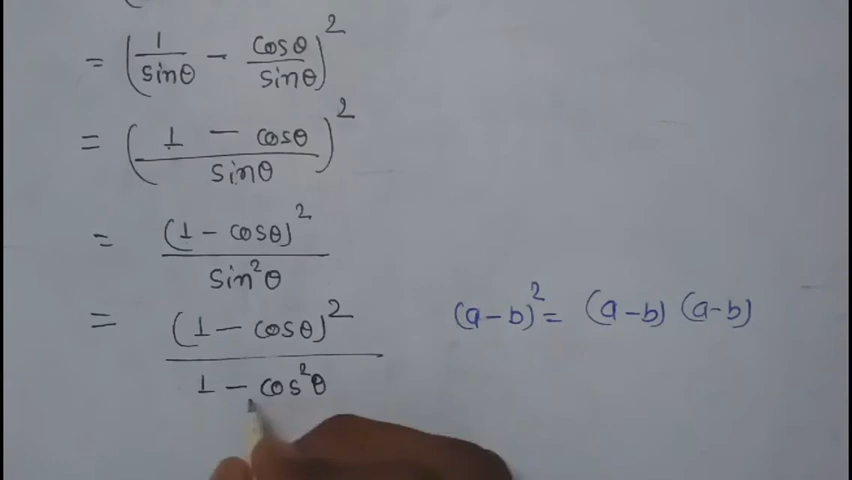 = (1/sinθ - cosθ/sinθ)²
= (1 - cosθ/sinθ)²
= (1 - cosθ)²/sin²θ
= (1 - cosθ)²/1 - cos²θ
(a-b)² = (a-b) (a-b)